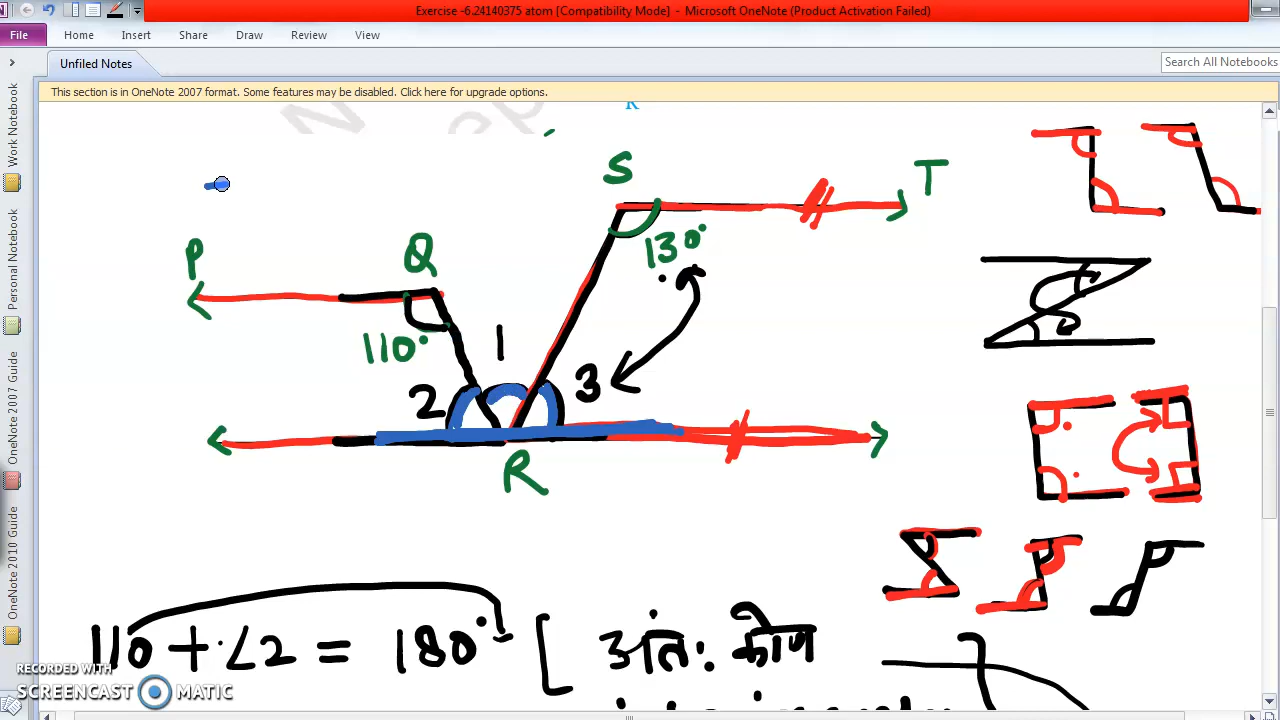 Exercise -6.24140375 atom [Compatibility Mode] - Microsoft OneNote (Product Activation Failed)
File Home Insert Share Draw Review View
Unfiled Notes
Search All Notebooks
This section is in OneNote 2007 format. Some features may be disabled. Click here for upgrade options.
Work Notebook
Personal Notebook
OneNote 2007 Guide
OneNote 2010 Guide
R
S
T
130°
P
Q
110°
1
2
3
R
110 + ∠2 = 180° [ अंतः कोण
RECORDED WITH
SCREENCAST MATIC